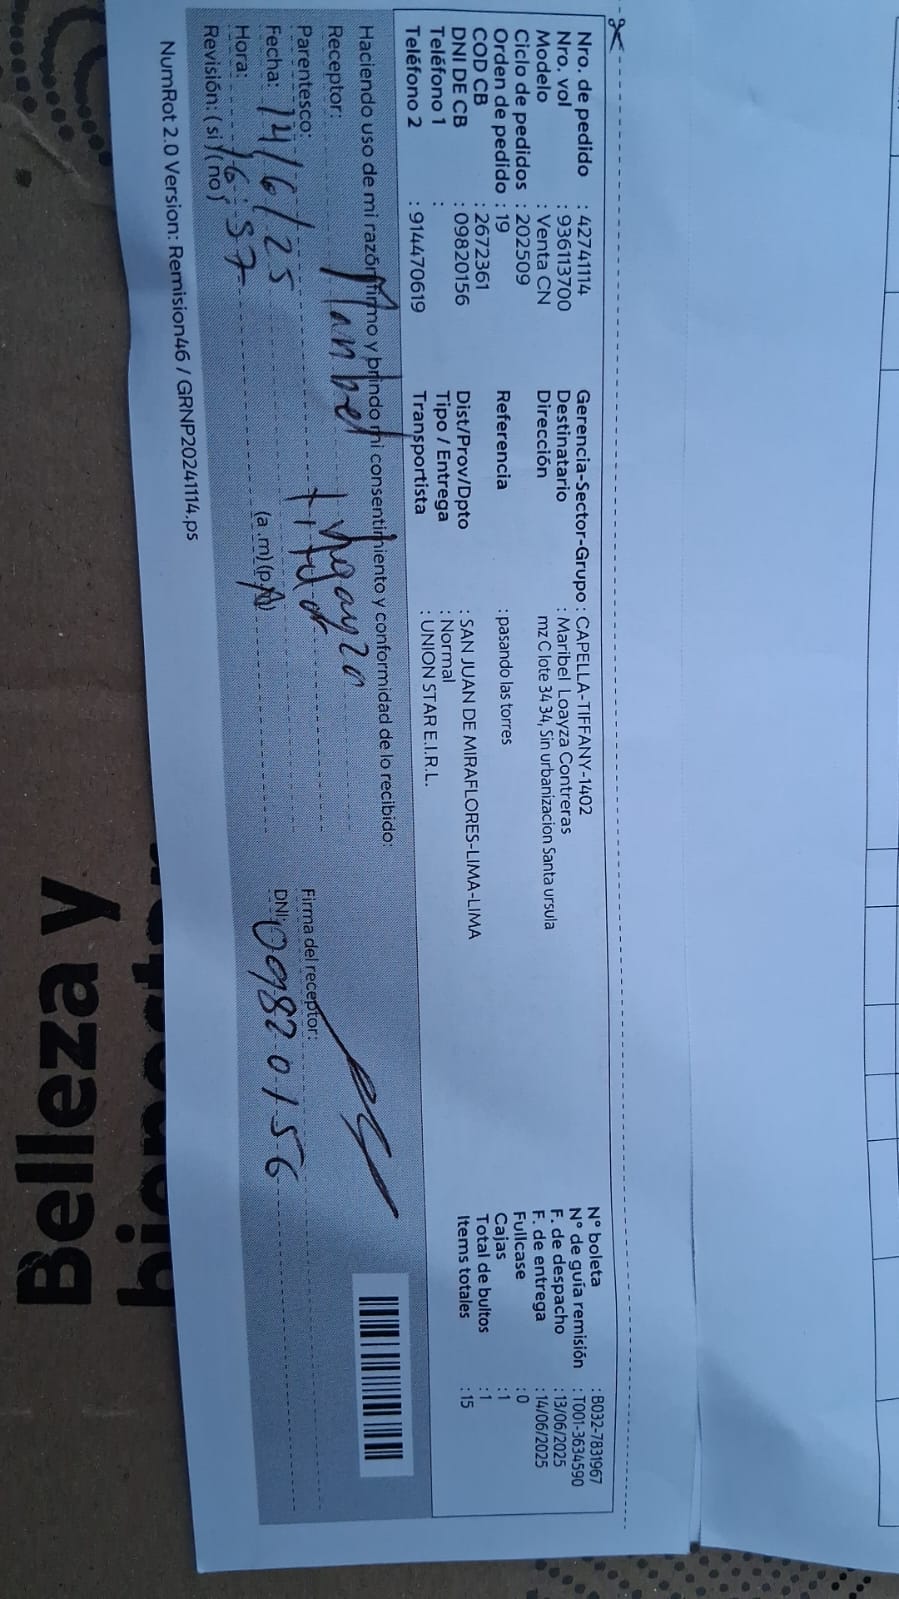 Nro. de pedido : 42741114
Nro. vol : 936113700
Modelo : Venta CN
Ciclo de pedidos : 202509
Orden de pedido : 19
COD CB : 2672361
DNI DE CB : 09820156
Teléfono 1 :
Teléfono 2 : 914470619
Gerencia-Sector-Grupo : CAPELLA-TIFFANY-1402
Destinatario : Maribel Loayza Contreras
Dirección mz C lote 34 34, Sin urbanizacion Santa ursula
Referencia : pasando las torres
Dist/Prov/Dpto : SAN JUAN DE MIRAFLORES-LIMA-LIMA
Tipo / Entrega : Normal
Transportista : UNION STAR E.I.R.L.
N° boleta : B032-7831967
N° de guía remisión : T001-3634590
F. de despacho : 13/06/2025
F. de entrega : 14/06/2025
Fullcase : 0
Cajas : 1
Total de bultos : 1
Items totales : 15
Haciendo uso de mi razón firmo y brindo mi consentimiento y conformidad de lo recibido:
Receptor:
Parentesco: titular
Fecha: 14/6/25
Hora: 16:57 (a.m) (p.m)
Revisión: ( si ) ( no )
Firma del receptor:
DNI: 09820156
NumRot 2.0 Version: Remision46 / GRNP20241114.ps
Belleza y